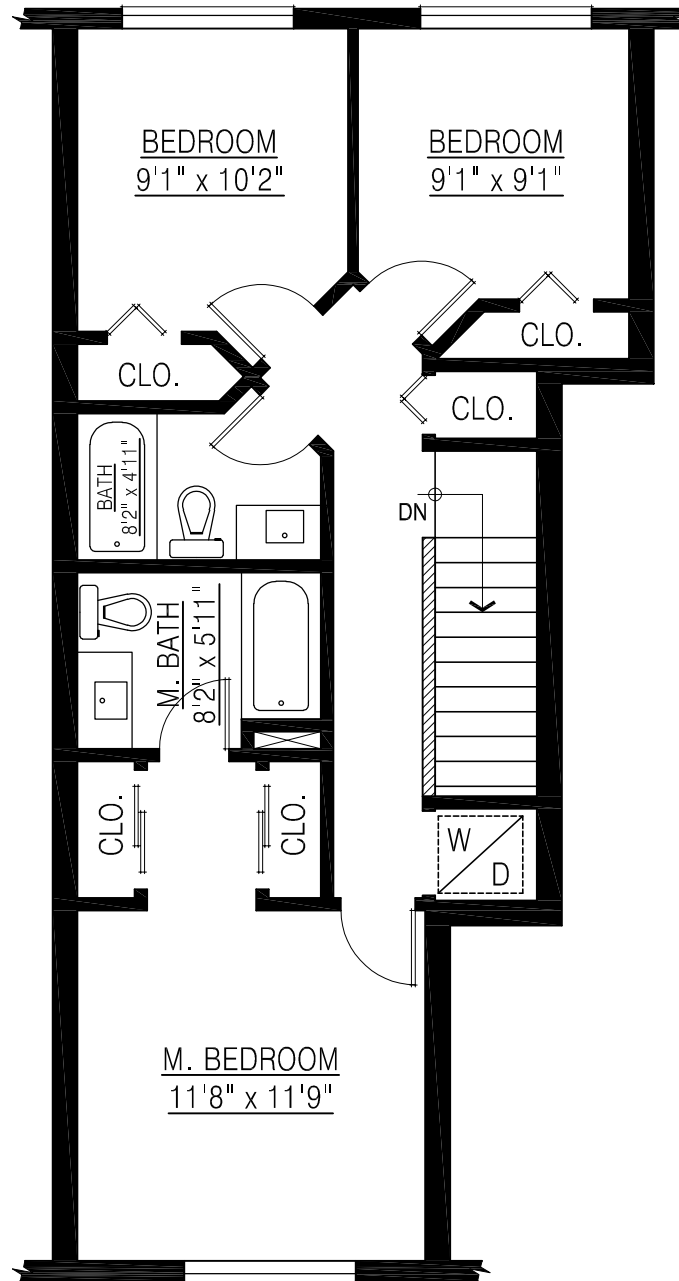 BEDROOM
9'1" x 10'2"
BEDROOM
9'1" x 9'1"
CLO.
CLO.
CLO.
BATH
8'2" x 4'11"
DN
M. BATH
8'2" x 5'11"
CLO.
CLO.
W
D
M. BEDROOM
11'8" x 11'9"